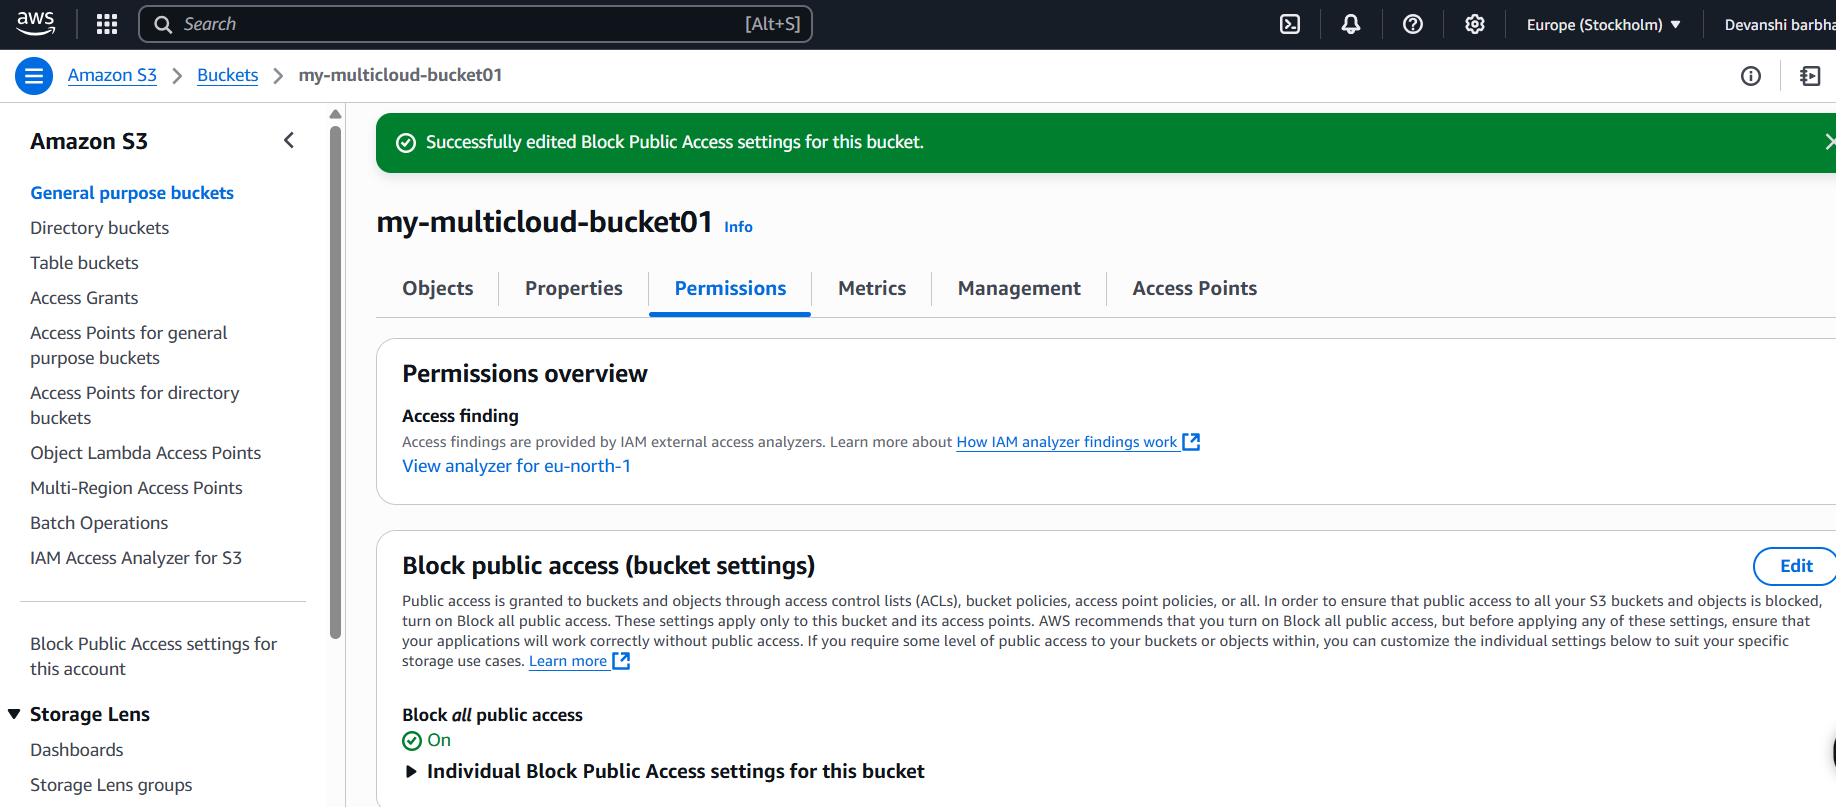 aws
Search [Alt+S]
Europe (Stockholm)
Devanshi barbha
Amazon S3 Buckets my-multicloud-bucket01
Amazon S3
General purpose buckets
Directory buckets
Table buckets
Access Grants
Access Points for general
purpose buckets
Access Points for directory
buckets
Object Lambda Access Points
Multi-Region Access Points
Batch Operations
IAM Access Analyzer for S3
Block Public Access settings for
this account
Storage Lens
Dashboards
Storage Lens groups
Successfully edited Block Public Access settings for this bucket.
my-multicloud-bucket01 Info
Objects Properties Permissions Metrics Management Access Points
Permissions overview
Access finding
Access findings are provided by IAM external access analyzers. Learn more about How IAM analyzer findings work
View analyzer for eu-north-1
Block public access (bucket settings)
Edit
Public access is granted to buckets and objects through access control lists (ACLs), bucket policies, access point policies, or all. In order to ensure that public access to all your S3 buckets and objects is blocked,
turn on Block all public access. These settings apply only to this bucket and its access points. AWS recommends that you turn on Block all public access, but before applying any of these settings, ensure that
your applications will work correctly without public access. If you require some level of public access to your buckets or objects within, you can customize the individual settings below to suit your specific
storage use cases. Learn more
Block all public access
On
Individual Block Public Access settings for this bucket